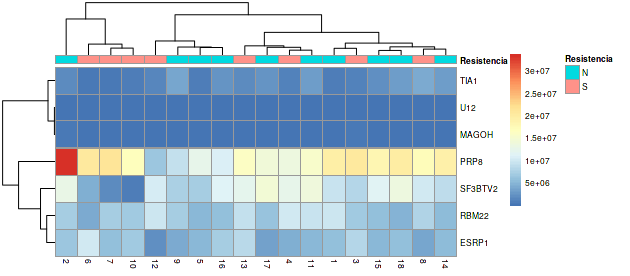 Resistencia
Resistencia
N
S
TIA1
U12
MAGOH
PRP8
SF3BTV2
RBM22
ESRP1
3e+07
2.5e+07
2e+07
1.5e+07
1e+07
5e+06
2 6 7 10 12 9 5 16 13 17 4 11 1 3 15 18 8 14